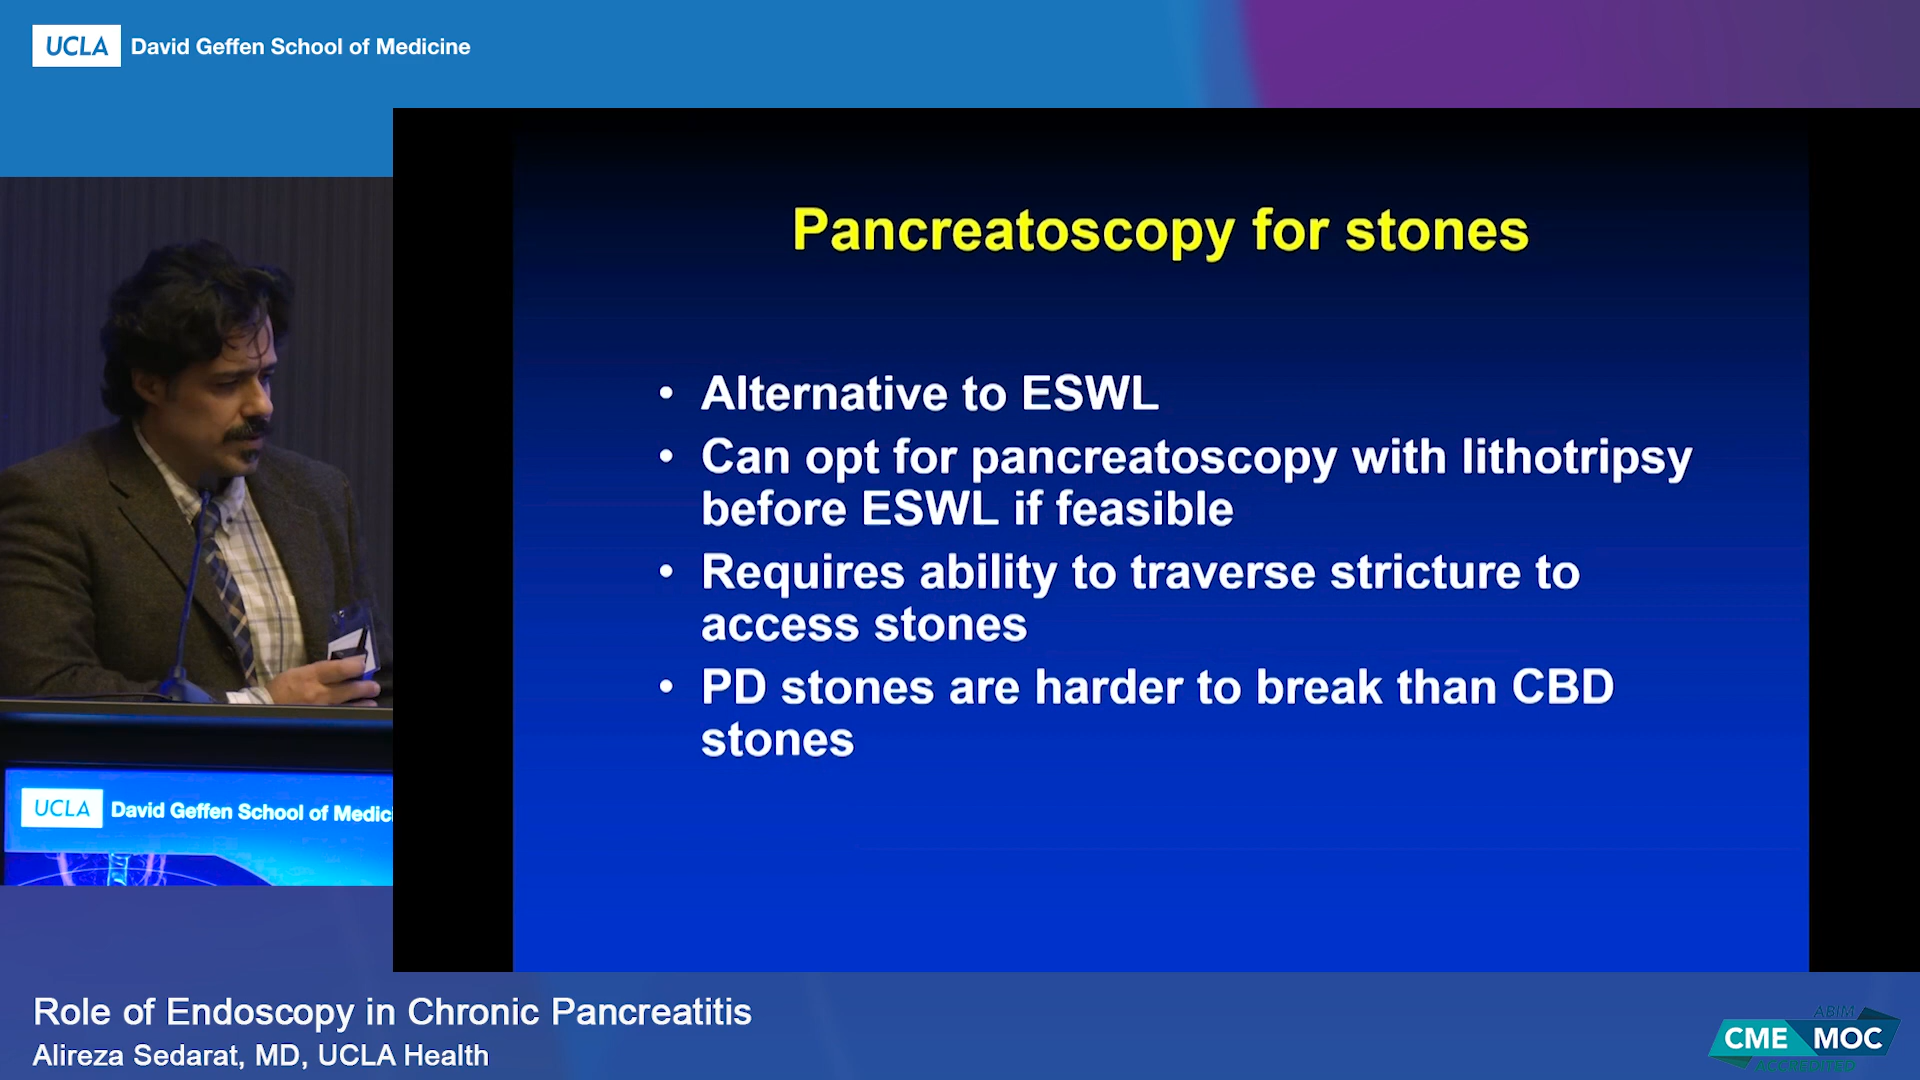 UCLA David Geffen School of Medicine
Pancreatoscopy for stones
• Alternative to ESWL
• Can opt for pancreatoscopy with lithotripsy
before ESWL if feasible
• Requires ability to traverse stricture to
access stones
• PD stones are harder to break than CBD
stones
UCLA David Geffen School of Medici
Role of Endoscopy in Chronic Pancreatitis
Alireza Sedarat, MD, UCLA Health
ABIM
CME MOC
ACCREDITED